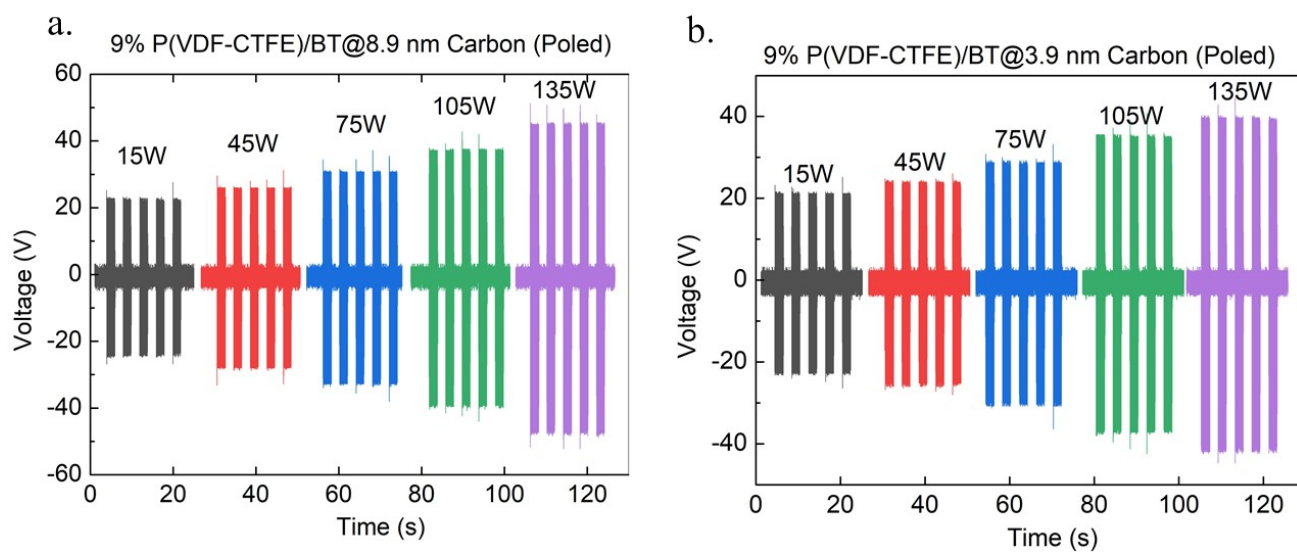 a.
9% P(VDF-CTFE)/BT@8.9 nm Carbon (Poled)
60
40
20
0
-20
-40
-60
Voltage (V)
15W
45W
75W
105W
135W
0 20 40 60 80 100 120
Time (s)
b.
9% P(VDF-CTFE)/BT@3.9 nm Carbon (Poled)
40
20
0
-20
-40
Voltage (V)
15W
45W
75W
105W
135W
0 20 40 60 80 100 120
Time (s)